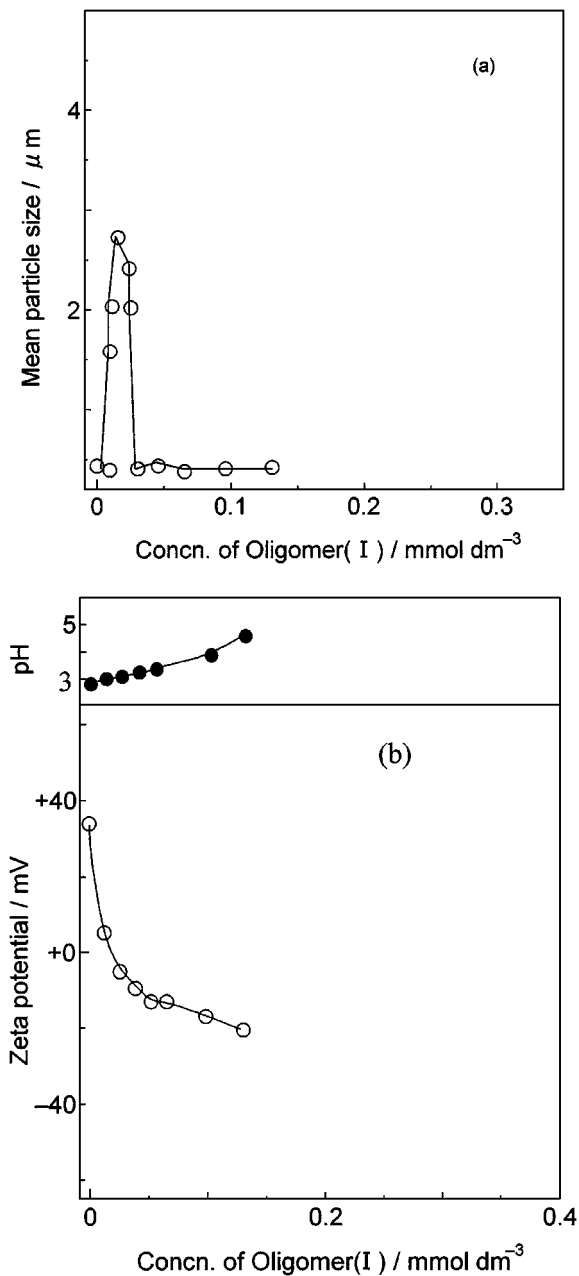 (a)
4
2
Mean particle size / μm
0 0.1 0.2 0.3
Concn. of Oligomer(Ⅰ) / mmol dm⁻³
5
3
pH
(b)
+40
+0
−40
Zeta potential / mV
0 0.2 0.4
Concn. of Oligomer(Ⅰ) / mmol dm⁻³